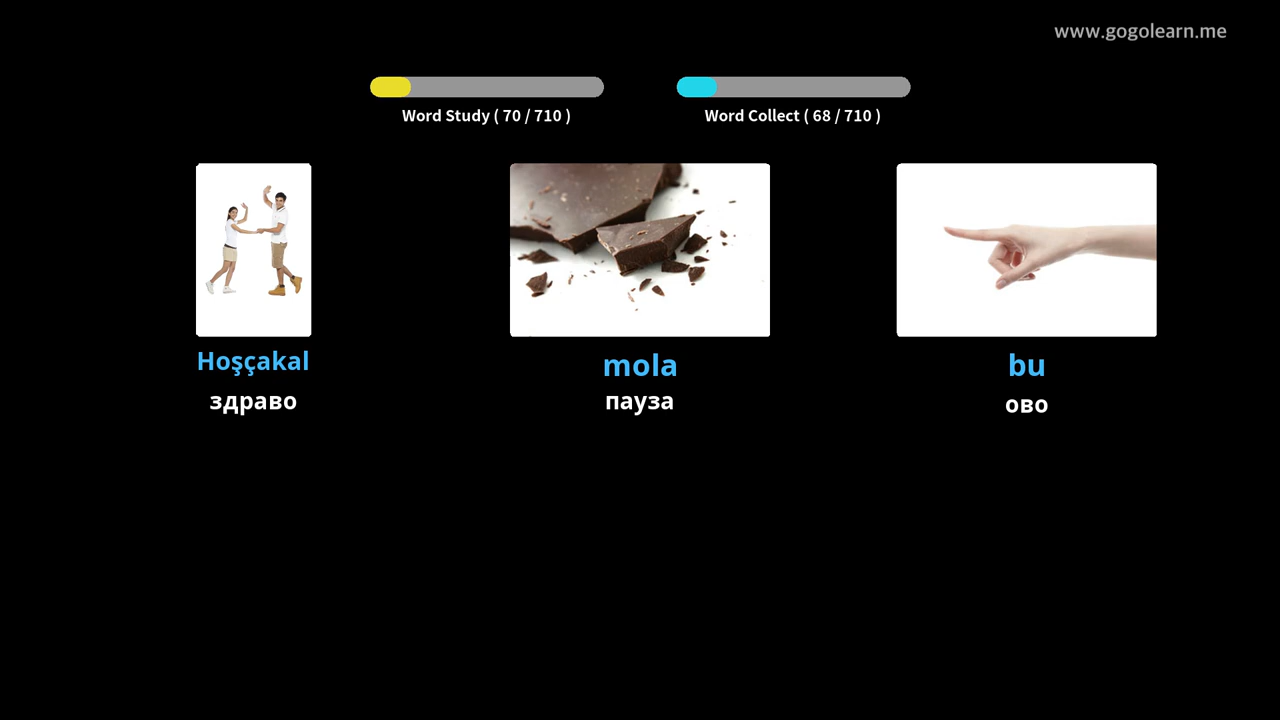 www.gogolearn.me
Word Study ( 70 / 710 )
Word Collect ( 68 / 710 )
Hoşçakal
здраво
mola
пауза
bu
ово